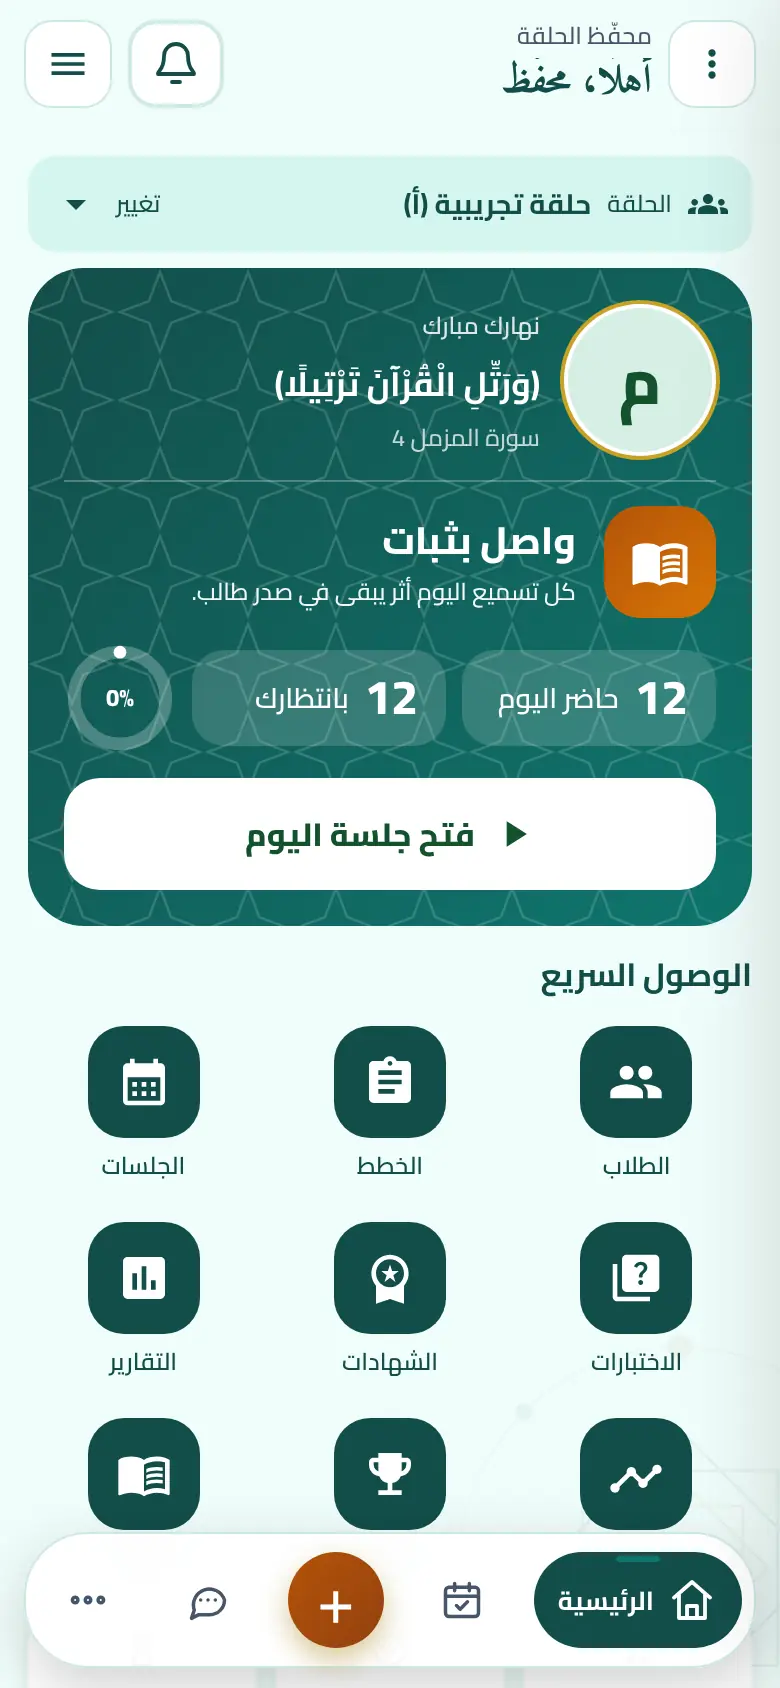 محفّظ الحلقة
أهلًا، محفّظ
الحلقة حلقة تجريبية (أ) تغيير
م
نهارك مبارك
(وَرَتِّلِ الْقُرْآنَ تَرْتِيلًا)
سورة المزمل 4
واصل بثبات
كل تسميع اليوم أثر يبقى في صدر طالب.
12 حاضر اليوم
12 بانتظارك
0%
فتح جلسة اليوم
الوصول السريع
الطلاب
الخطط
الجلسات
الاختبارات
الشهادات
التقارير
الرئيسية